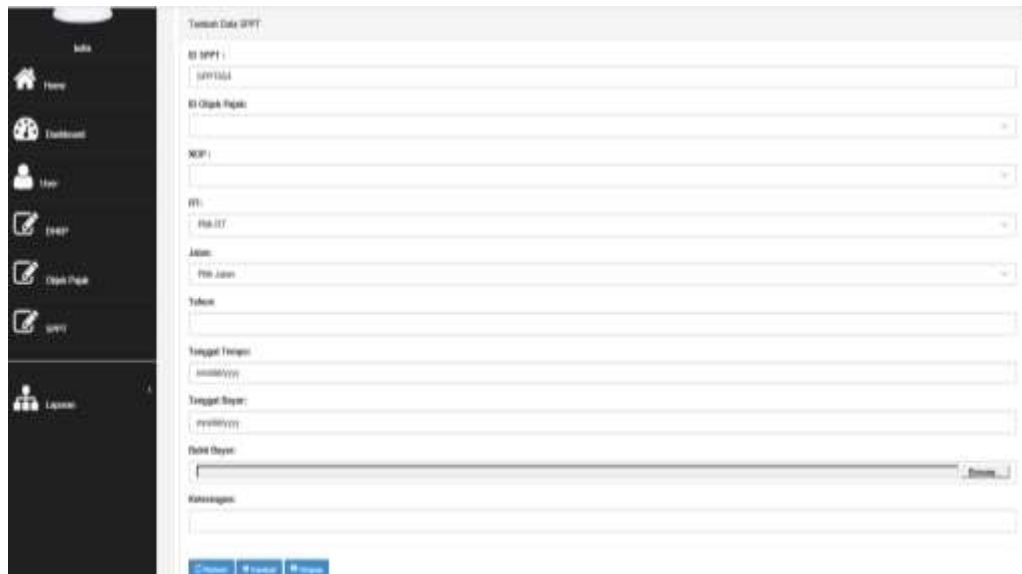 Tambah Data SPPT
Home
Dashboard
User
DHKP
Objek Pajak
SPPT
Laporan
ID SPPT :
ID Objek Pajak:
NOP :
RT:
Pilih RT
Jalan:
Pilih Jalan
Tahun:
Tanggal Tempo:
mm/dd/yyyy
Tanggal Bayar:
mm/dd/yyyy
Bukti Bayar:
Browse...
Keterangan: